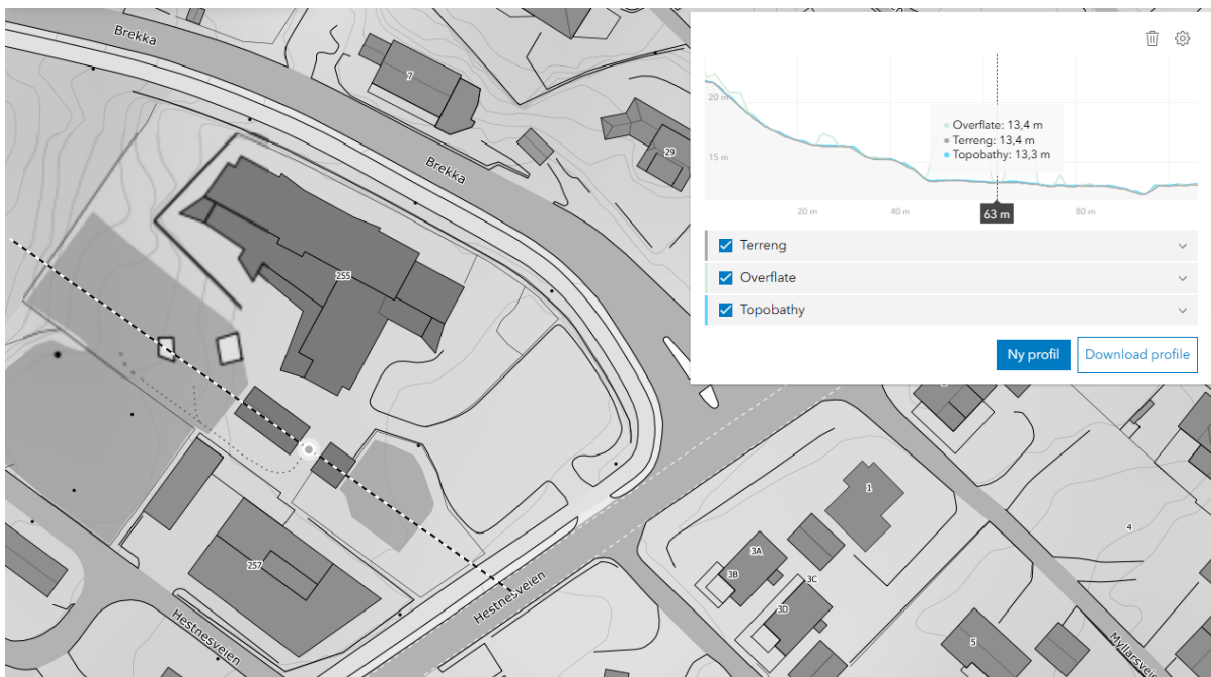 Brekka
7
29
Brekka
255
257
Hestnesveien
Hestnesveien
1
3A
3B
3C
3D
4
5
Myllarsveie
20 m
15 m
Overflate: 13,4 m
Terreng: 13,4 m
Topobathy: 13,3 m
20 m 40 m 63 m 80 m
Terreng
Overflate
Topobathy
Ny profil Download profile